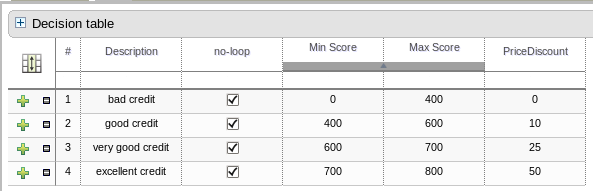 Decision table
# Description no-loop Min Score Max Score PriceDiscount
1 bad credit 0 400 0
2 good credit 400 600 10
3 very good credit 600 700 25
4 excellent credit 700 800 50